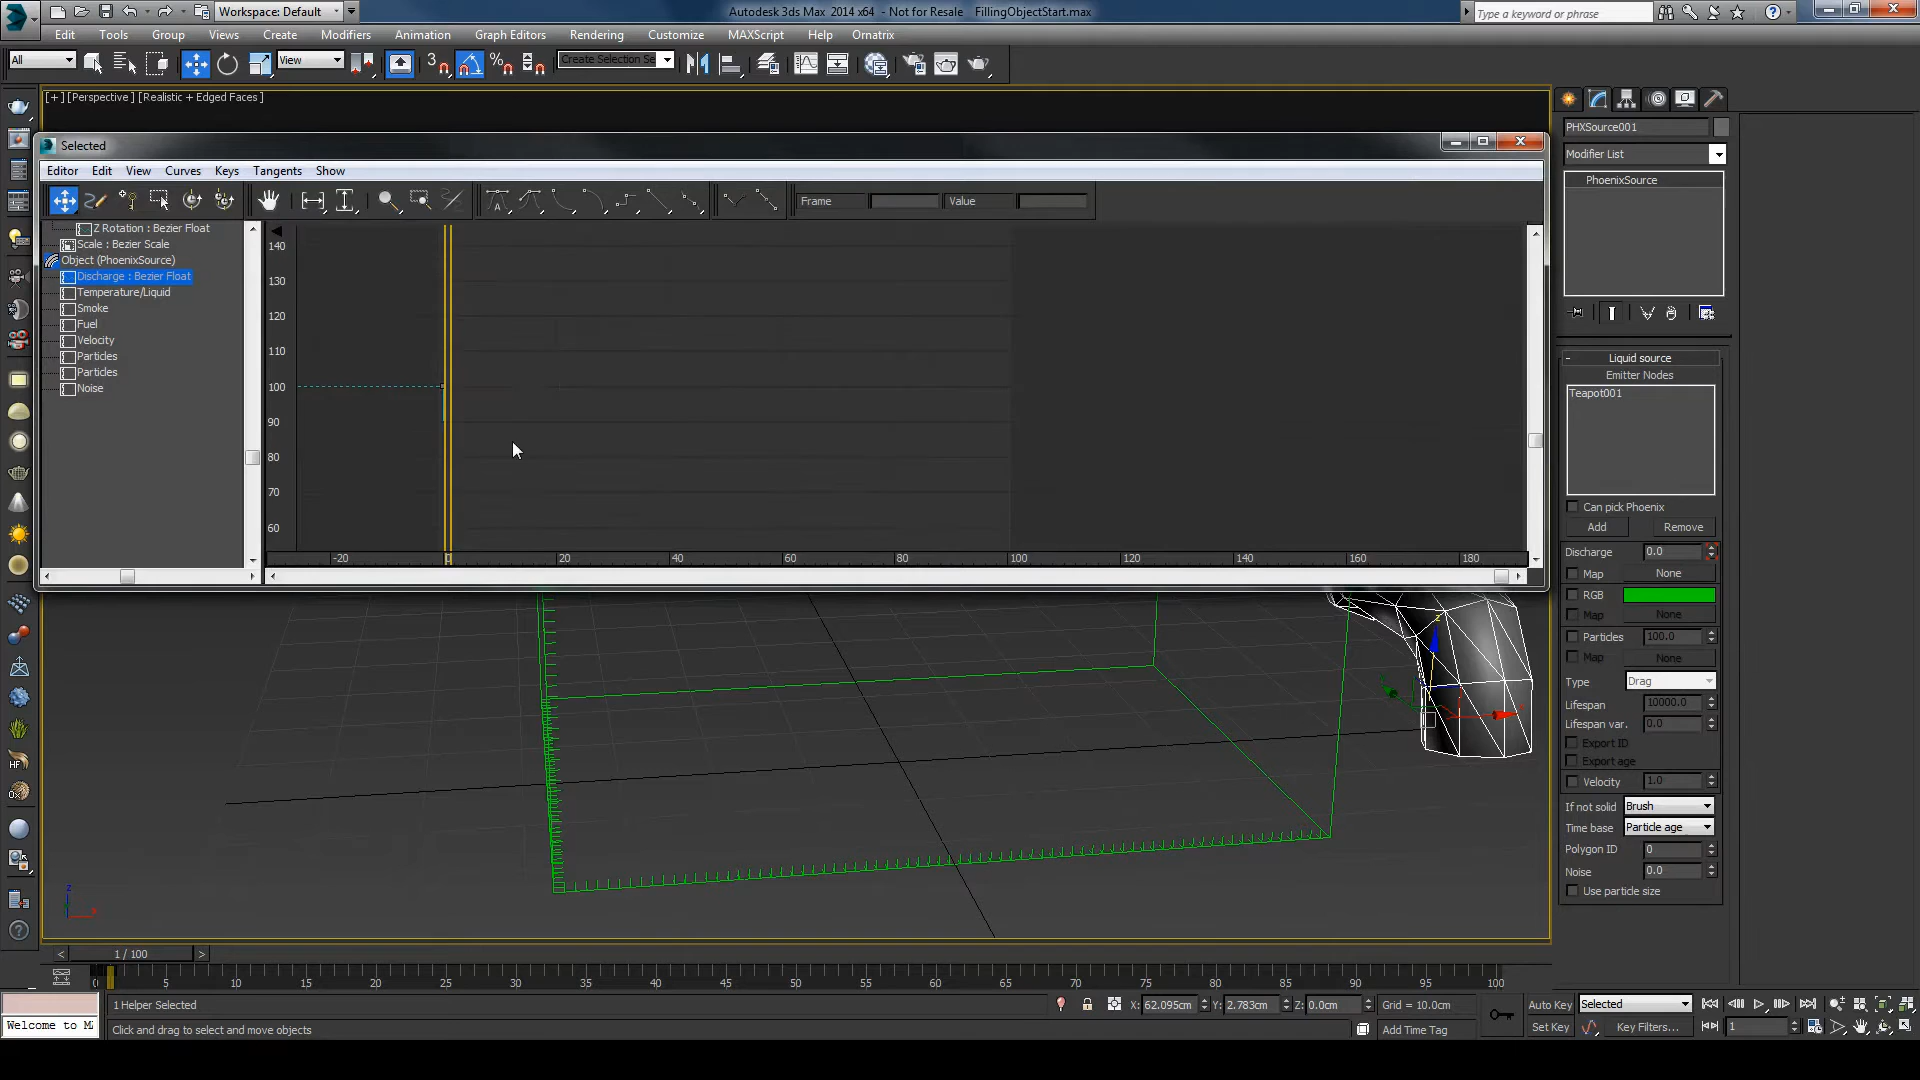 Workspace: Default
Autodesk 3ds Max 2014 x64 - Not for Resale FillingObjectStart.max
Type a keyword or phrase
Edit Tools Group Views Create Modifiers Animation Graph Editors Rendering Customize MAXScript Help Ornatrix
All
View
3
Create Selection Se
[+] [Perspective] [Realistic + Edged Faces]
PHXSource001
Modifier List
PhoenixSource
Selected
Editor Edit View Curves Keys Tangents Show
Frame
Value
Z Rotation : Bezier Float
Scale : Bezier Scale
Object (PhoenixSource)
Discharge : Bezier Float
Temperature/Liquid
Smoke
Fuel
Velocity
Particles
Particles
Noise
140
130
120
110
100
90
80
70
60
-20 0 20 40 60 80 100 120 140 160 180
- Liquid source
Emitter Nodes
Teapot001
Can pick Phoenix
Add Remove
Discharge 0.0
Map None
RGB
Map None
Particles 100.0
Map None
Type Drag
Lifespan 10000.0
Lifespan var. 0.0
Export ID
Export age
Velocity 1.0
If not solid Brush
Time base Particle age
Polygon ID 0
Noise 0.0
Use particle size
HF
z
x
z
< 1 / 100 >
0 5 10 15 20 25 30 35 40 45 50 55 60 65 70 75 80 85 90 95 100
1 Helper Selected
X: 62.095cm Y: 2.783cm Z: 0.0cm Grid = 10.0cm
Auto Key Selected
Welcome to M
Click and drag to select and move objects
Add Time Tag
Set Key Key Filters... 1